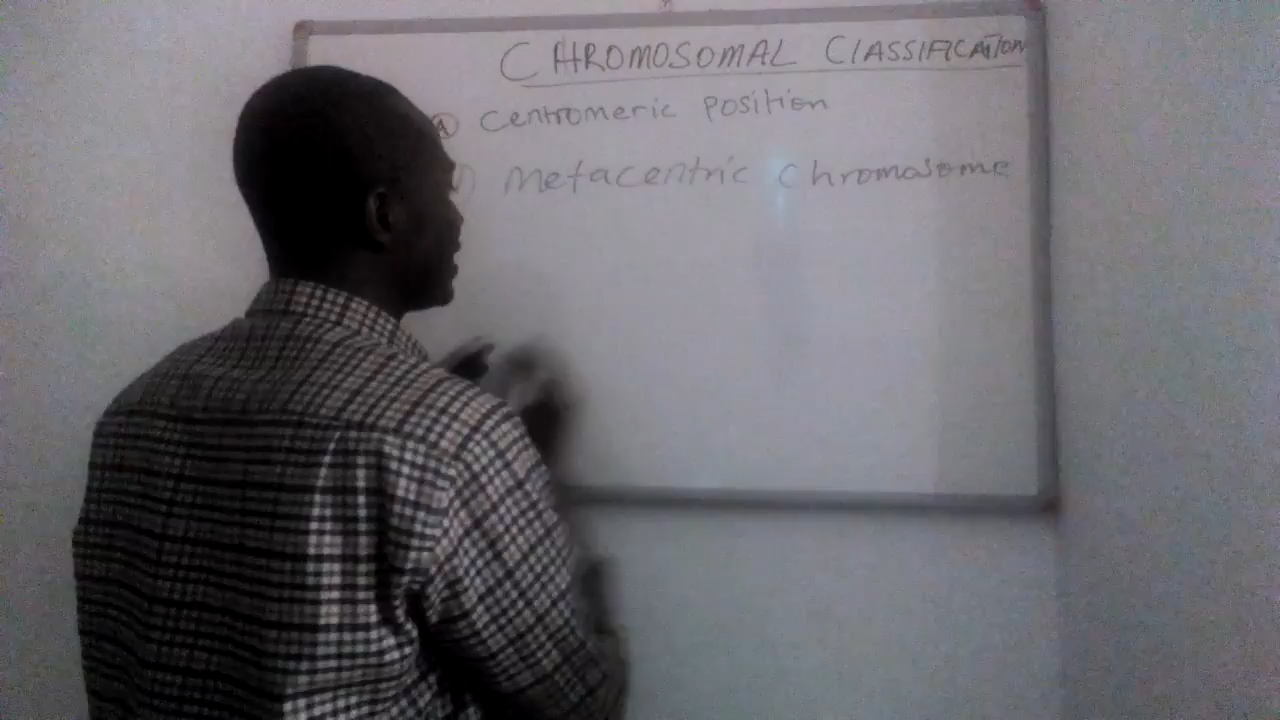 CHROMOSOMAL CLASSIFICATION
A Centromeric position
metacentric chromosome